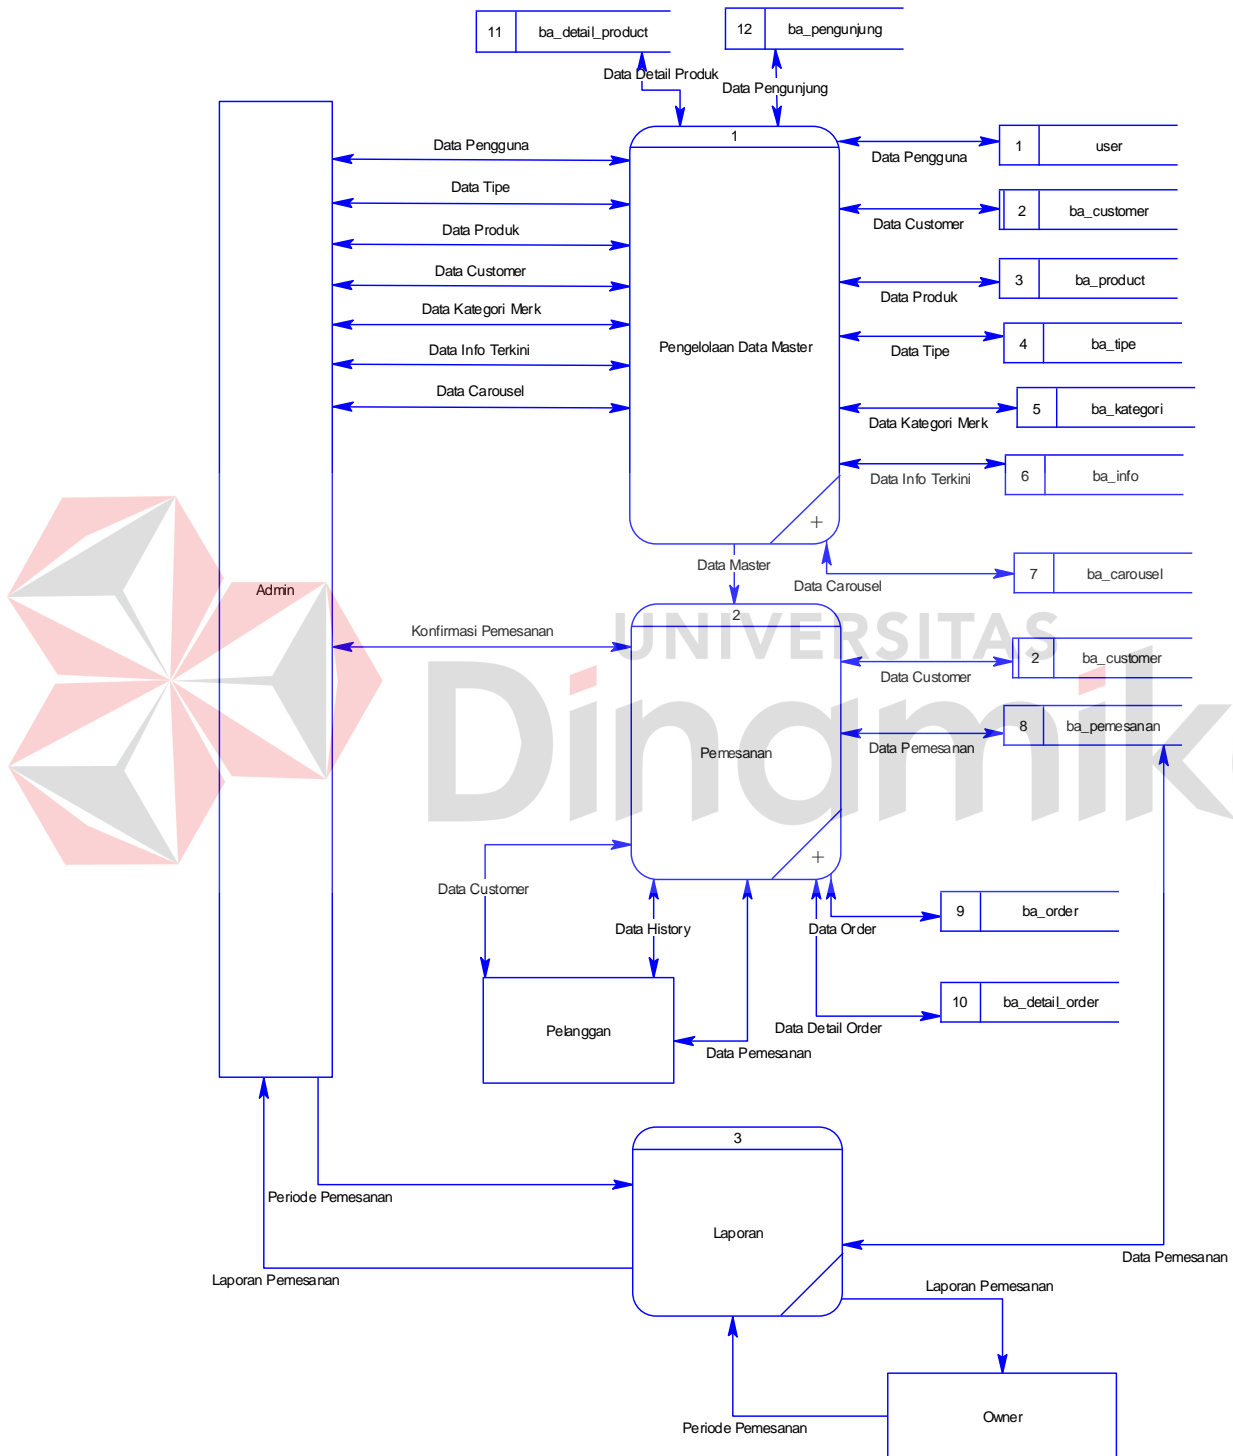 11 ba_detail_product
12 ba_pengunjung
Data Detail Produk
Data Pengunjung
1
Data Pengguna
Data Pengguna
1 user
Data Tipe
Data Customer
2 ba_customer
Data Produk
Data Customer
Data Produk
3 ba_product
Data Kategori Merk
Data Info Terkini
Pengelolaan Data Master
Data Tipe
4 ba_tipe
Data Carousel
Data Kategori Merk
5 ba_kategori
Data Info Terkini
6 ba_info
+
Data Master
Data Carousel
7 ba_carousel
Admin
2
UNIVERSITAS
Dinamika
Konfirmasi Pemesanan
Data Customer
2 ba_customer
Pemesanan
Data Pemesanan
8 ba_pemesanan
+
Data Customer
Data History
Data Order
9 ba_order
Pelanggan
Data Pemesanan
Data Detail Order
10 ba_detail_order
3
Periode Pemesanan
Laporan
Laporan Pemesanan
Data Pemesanan
Laporan Pemesanan
Periode Pemesanan
Owner